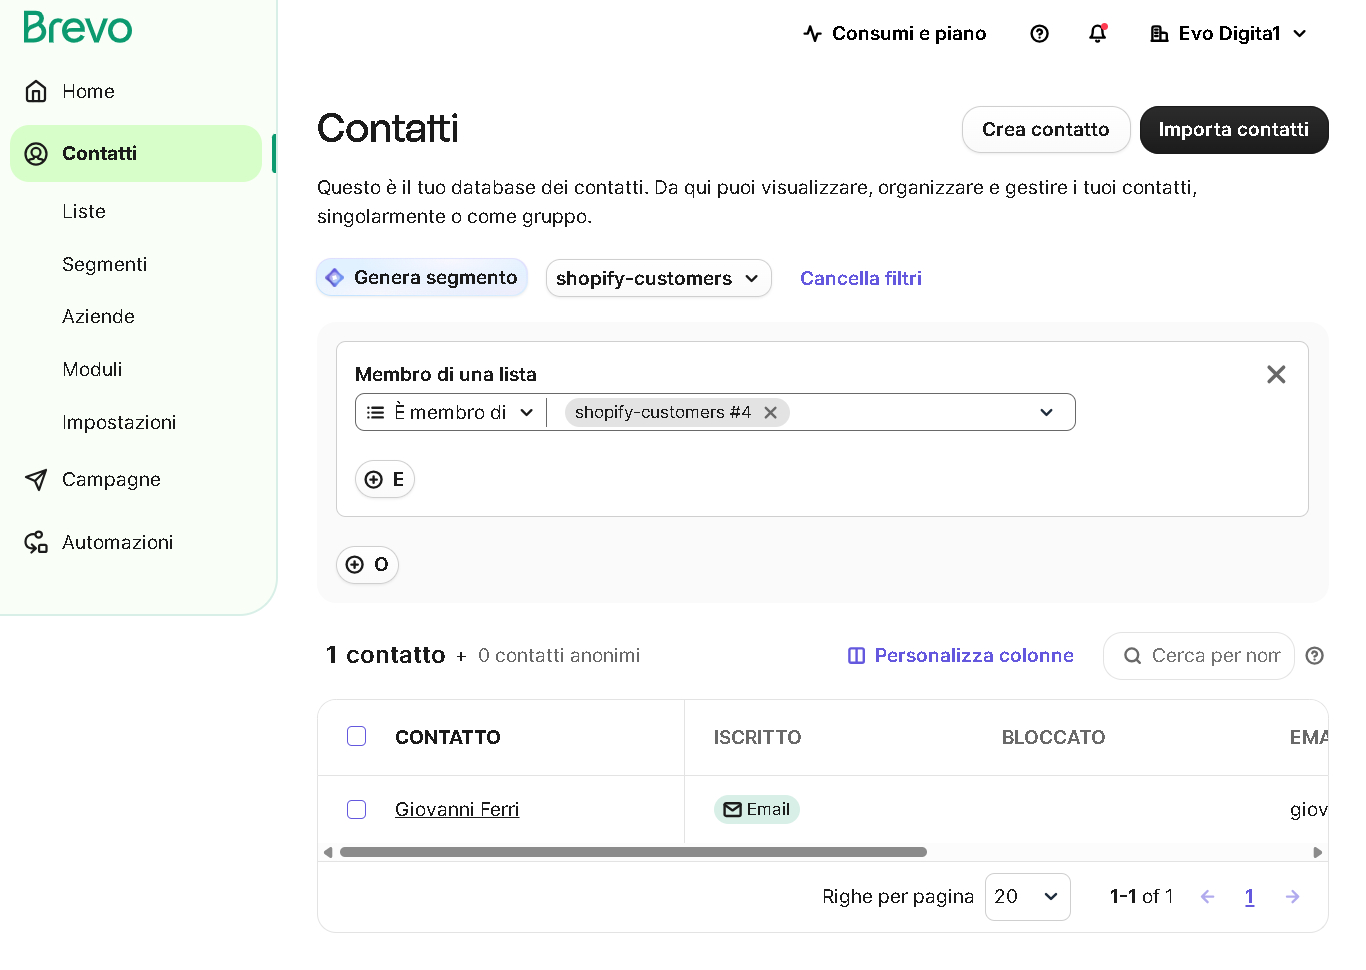 Brevo
Consumi e piano
Evo Digita1
Home
Contatti
Liste
Segmenti
Aziende
Moduli
Impostazioni
Campagne
Automazioni
Contatti
Crea contatto
Importa contatti
Questo è il tuo database dei contatti. Da qui puoi visualizzare, organizzare e gestire i tuoi contatti,
singolarmente o come gruppo.
Genera segmento
shopify-customers
Cancella filtri
Membro di una lista
È membro di
shopify-customers #4
E
O
1 contatto + 0 contatti anonimi
Personalizza colonne
Cerca per nom
CONTATTO
ISCRITTO
BLOCCATO
EMA
Giovanni Ferri
Email
giov
Righe per pagina
20
1-1 of 1
1